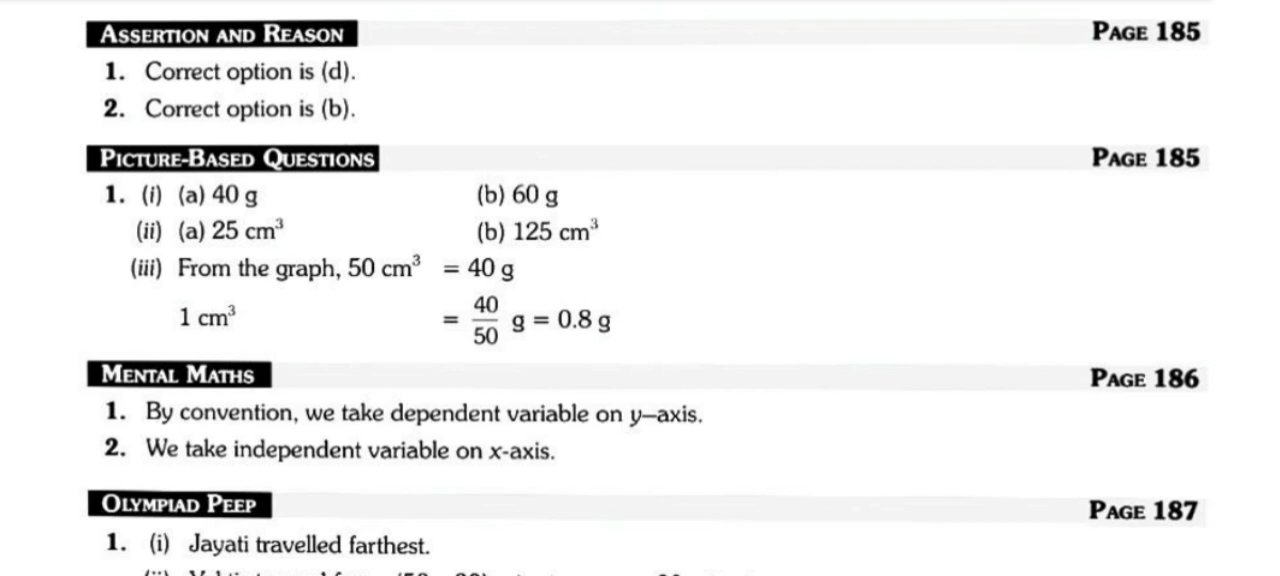 ASSERTION AND REASON PAGE 185
1. Correct option is (d).
2. Correct option is (b).
PICTURE-BASED QUESTIONS PAGE 185
1. (i) (a) 40 g (b) 60 g
(ii) (a) 25 cm³ (b) 125 cm³
(iii) From the graph, 50 cm³ = 40 g
1 cm³ = 40/50 g = 0.8 g
MENTAL MATHS PAGE 186
1. By convention, we take dependent variable on y–axis.
2. We take independent variable on x-axis.
OLYMPIAD PEEP PAGE 187
1. (i) Jayati travelled farthest.